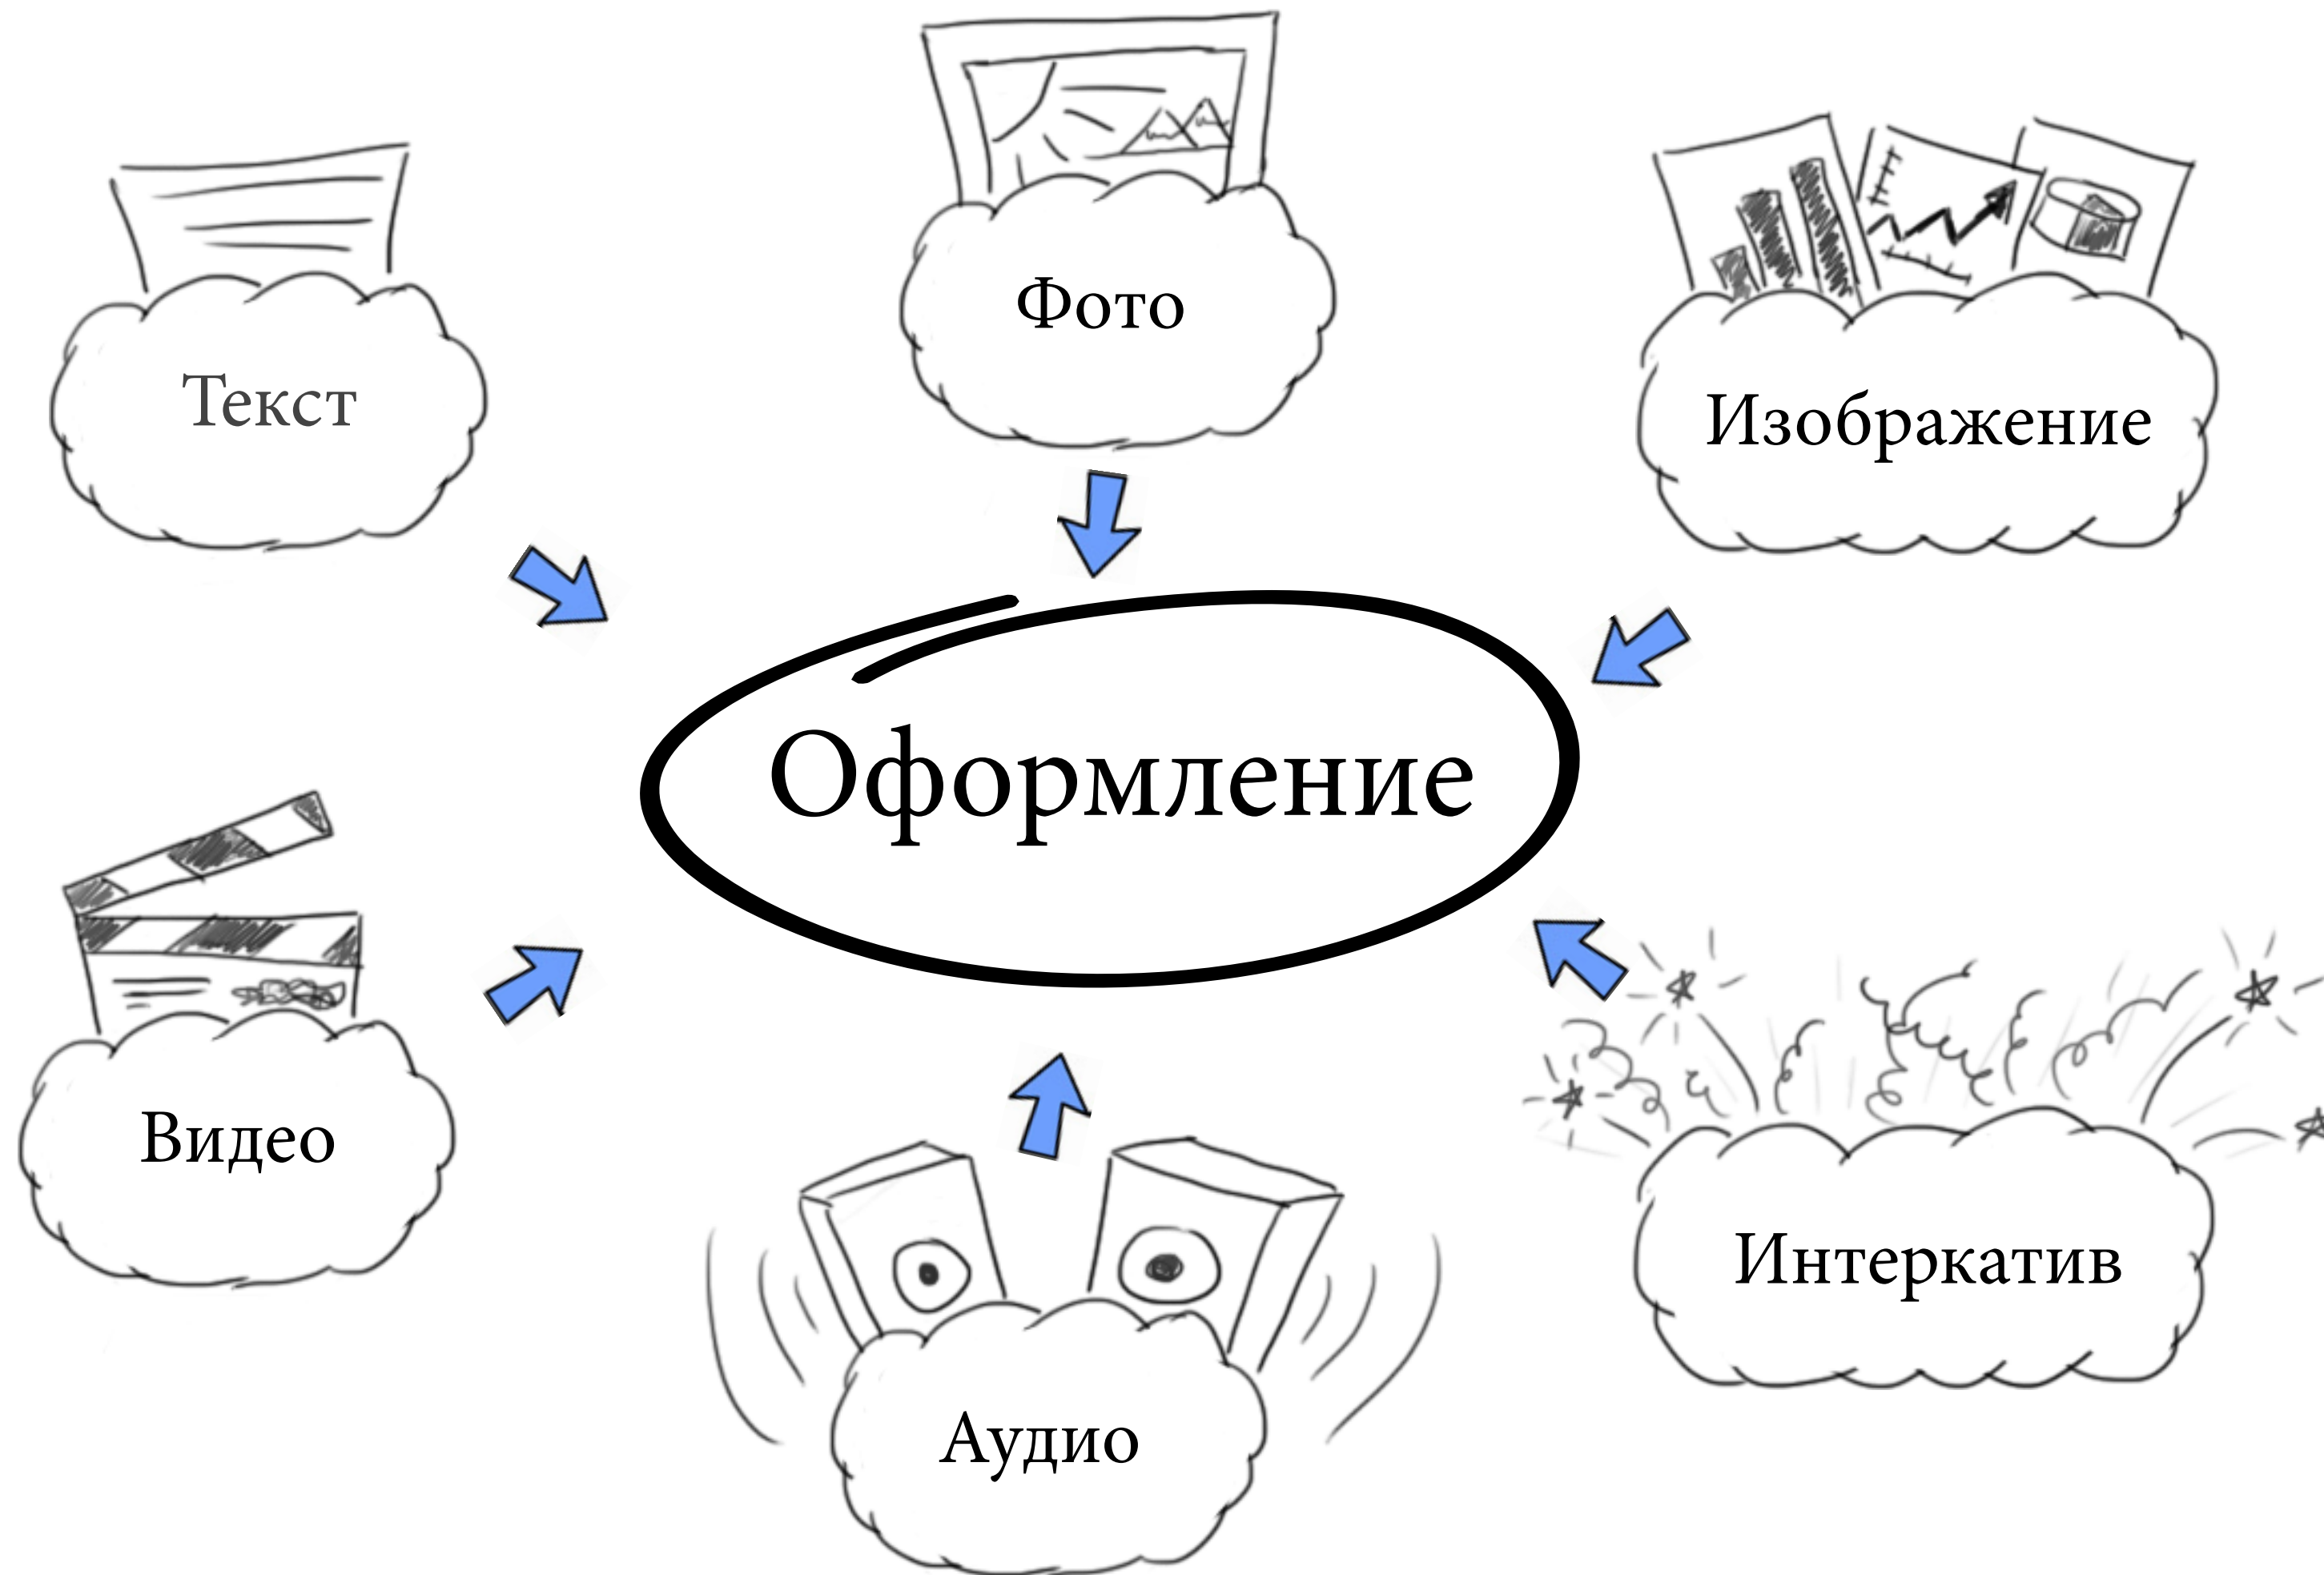 Текст
Фото
Изображение
Оформление
Видео
Аудио
Интеркатив